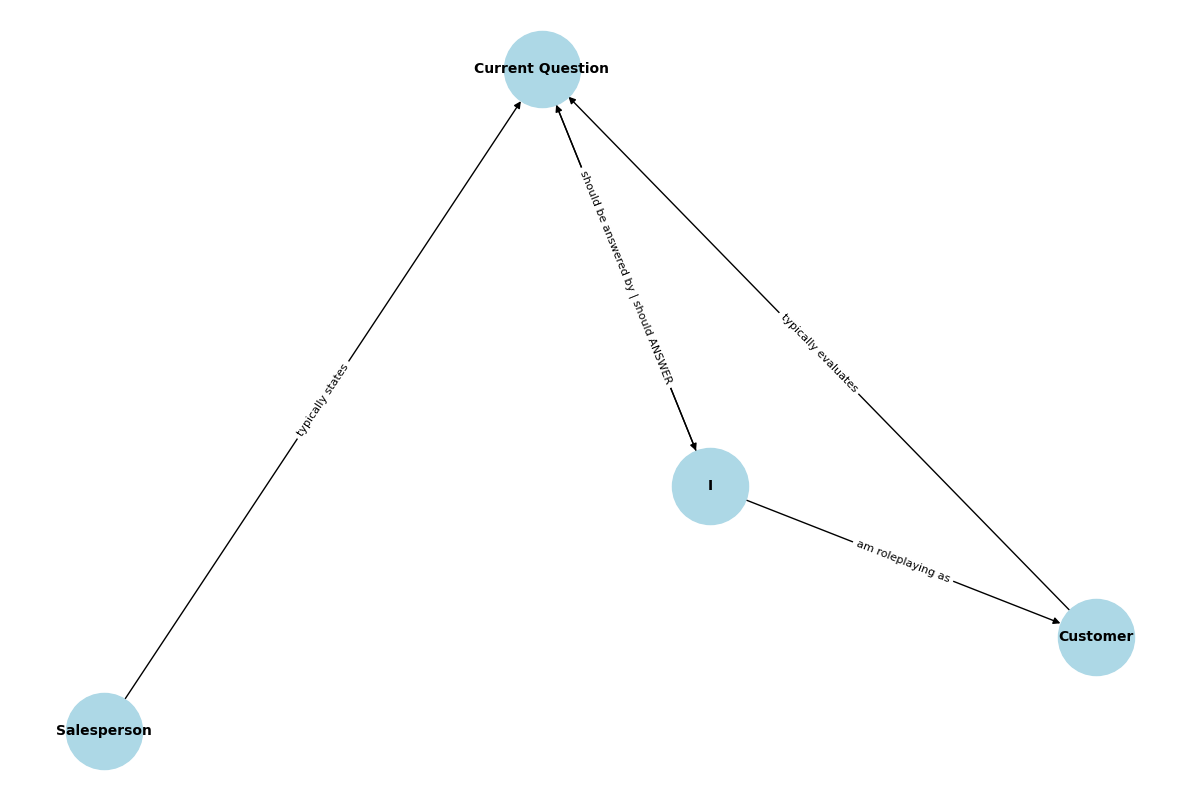 Current Question
should be answered by | should ANSWER
typically evaluates
typically states
I
am roleplaying as
Customer
Salesperson